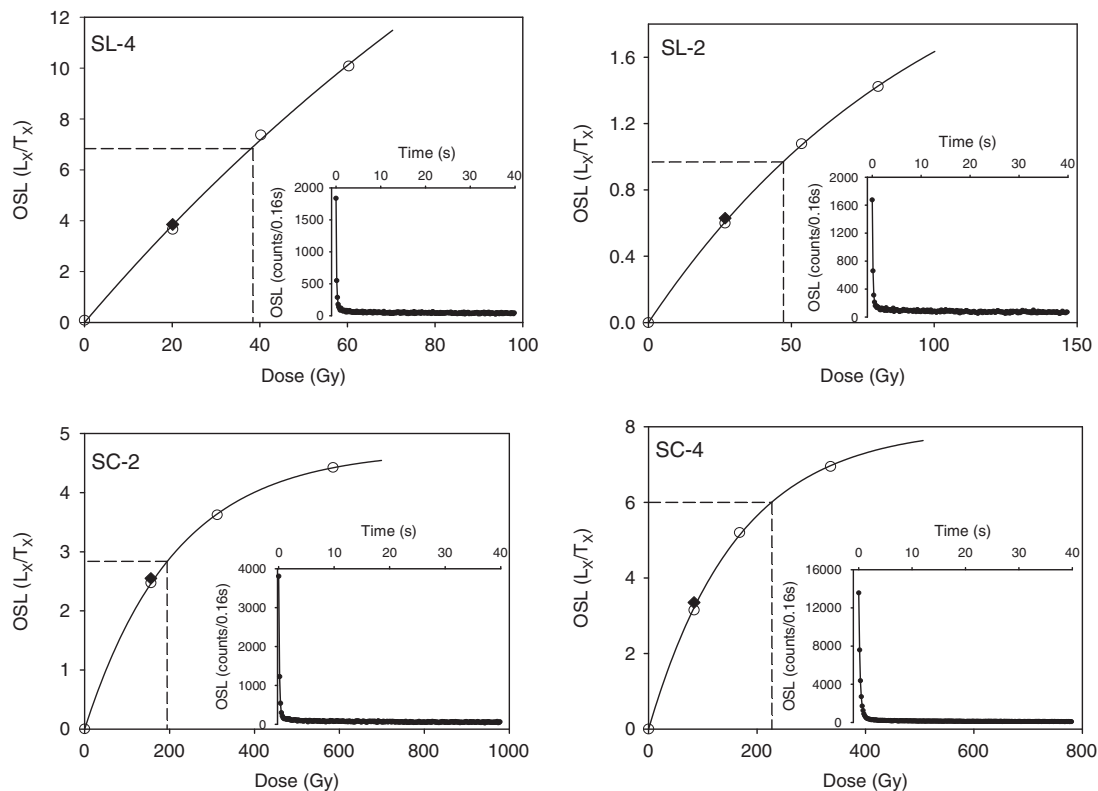 SL-4
OSL (LX/TX)
12
10
8
6
4
2
0
0 20 40 60 80 100
Dose (Gy)
Time (s)
0 10 20 30 40
OSL (counts/0.16s)
2000
1500
1000
500
0
SL-2
OSL (LX/TX)
1.6
1.2
0.8
0.4
0.0
0 50 100 150
Dose (Gy)
Time (s)
0 10 20 30 40
OSL (counts/0.16s)
2000
1600
1200
800
400
0
SC-2
OSL (LX/TX)
5
4
3
2
1
0
0 200 400 600 800 1000
Dose (Gy)
Time (s)
0 10 20 30 40
OSL (counts/0.16s)
4000
3000
2000
1000
0
SC-4
OSL (LX/TX)
8
6
4
2
0
0 200 400 600 800
Dose (Gy)
Time (s)
0 10 20 30 40
OSL (counts/0.16s)
16000
12000
8000
4000
0